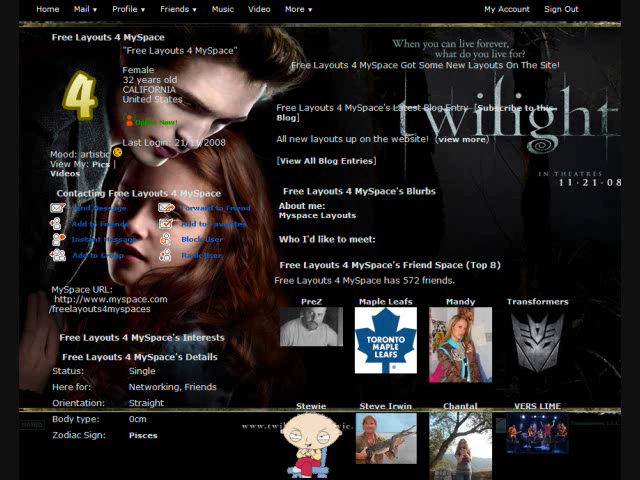 Home Mail Profile Friends Music Video More My Account Sign Out
Free Layouts 4 MySpace
"Free Layouts 4 MySpace"
4
Female
32 years old
CALIFORNIA
United States
Online Now!
Last Login: 21/11/2008
Mood: artistic
View My: Pics |
Videos
Contacting Free Layouts 4 MySpace
Send Message Forward to Friend
Add to Friends Add to Favorites
Instant Message Block User
Add to Group Rank User
MySpace URL:
http://www.myspace.com
/freelayouts4myspaces
Free Layouts 4 MySpace's Interests
Free Layouts 4 MySpace's Details
Status: Single
Here for: Networking, Friends
Orientation: Straight
Body type: 0cm
Zodiac Sign: Pisces
When you can live forever,
what do you live for?
Free Layouts 4 MySpace Got Some New Layouts On The Site!
Free Layouts 4 MySpace's Latest Blog Entry [Subscribe to this
Blog]
twilight
All new layouts up on the website! (view more)
[View All Blog Entries]
IN THEATRES
11·21·08
Free Layouts 4 MySpace's Blurbs
About me:
Myspace Layouts
Who I'd like to meet:
Free Layouts 4 MySpace's Friend Space (Top 8)
Free Layouts 4 MySpace has 572 friends.
PreZ Maple Leafs Mandy Transformers
TORONTO
MAPLE
LEAFS
Stewie Steve Irwin Chantal VERS LIME